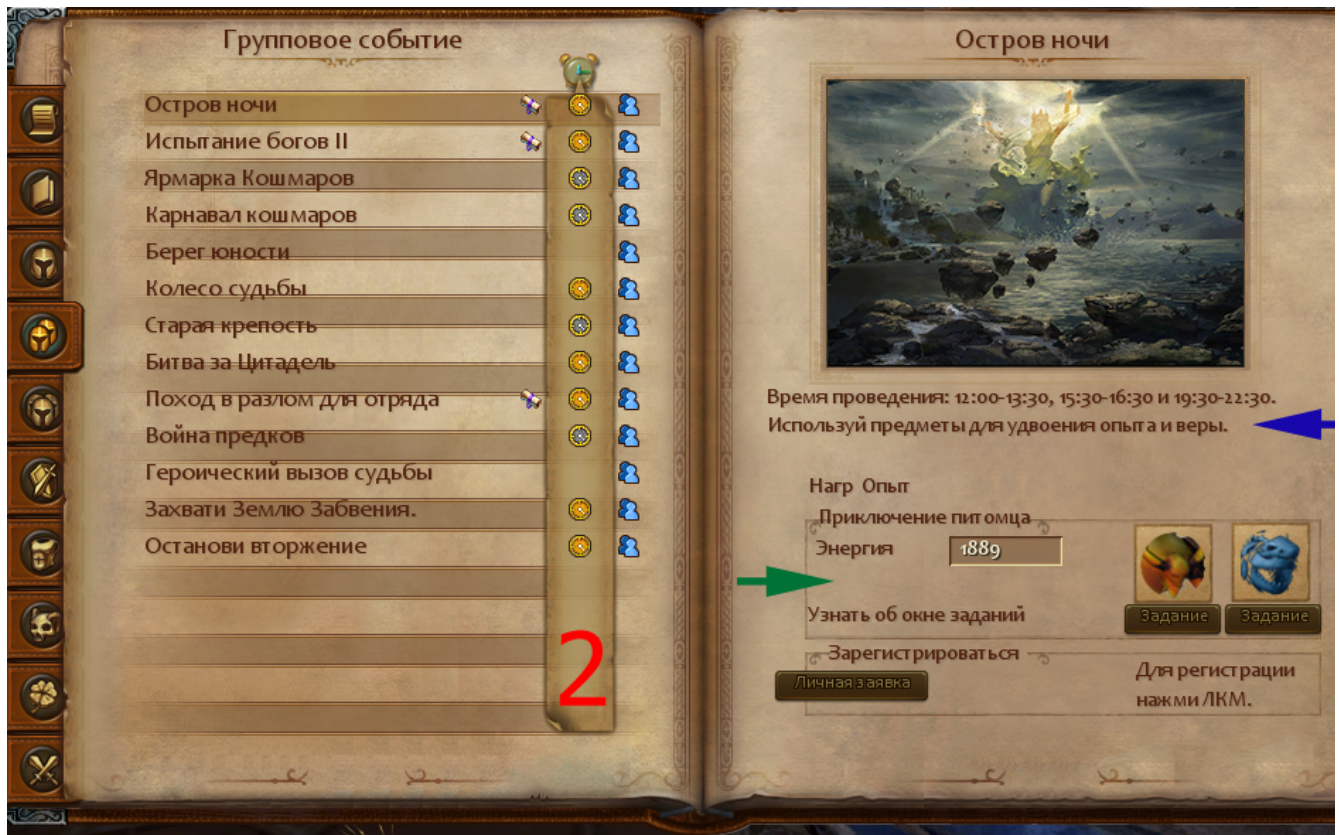 Групповое событие
Остров ночи
Испытание богов II
Ярмарка Кошмаров
Карнавал кошмаров
Берег юности
Колесо судьбы
Старая крепость
Битва за Цитадель
Поход в разлом для отряда
Война предков
Героический вызов судьбы
Захвати Землю Забвения.
Останови вторжение
2
Остров ночи
Время проведения: 12:00-13:30, 15:30-16:30 и 19:30-22:30.
Используй предметы для удвоения опыта и веры.
Нагр Опыт
Приключение питомца
Энергия 1889
Узнать об окне заданий
Задание Задание
Зарегистрироваться
Личная заявка
Для регистрации
нажми ЛКМ.